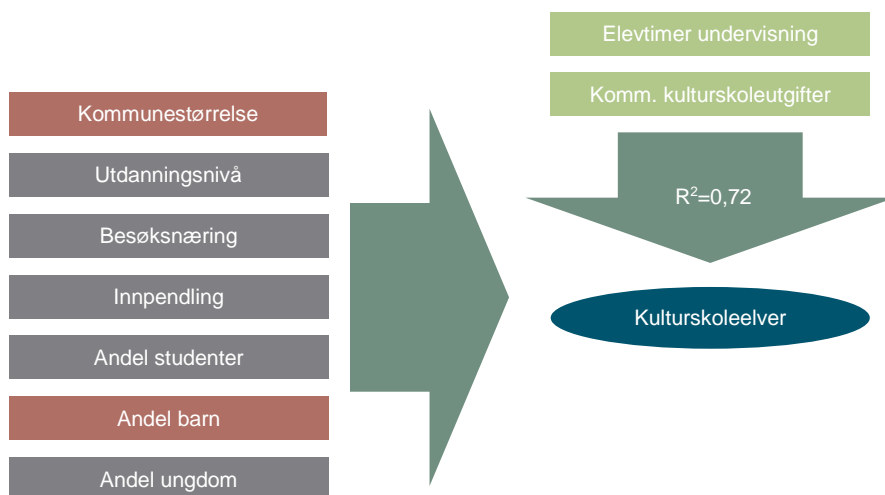 Elevtimer undervisning
Komm. kulturskoleutgifter
Kommunestørrelse
Utdanningsnivå
Besøksnæring
Innpendling
Andel studenter
Andel barn
Andel ungdom
R²=0,72
Kulturskoleelver